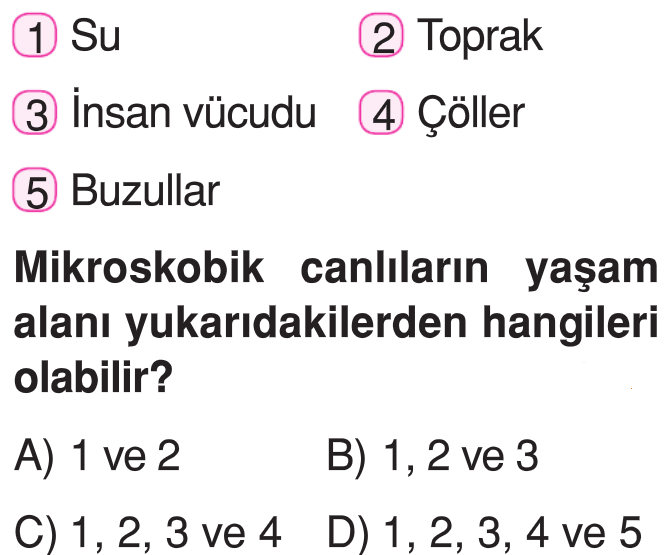 1 Su 2 Toprak
3 İnsan vücudu 4 Çöller
5 Buzullar
Mikroskobik canlıların yaşam
alanı yukarıdakilerden hangileri
olabilir?
A) 1 ve 2 B) 1, 2 ve 3
C) 1, 2, 3 ve 4 D) 1, 2, 3, 4 ve 5